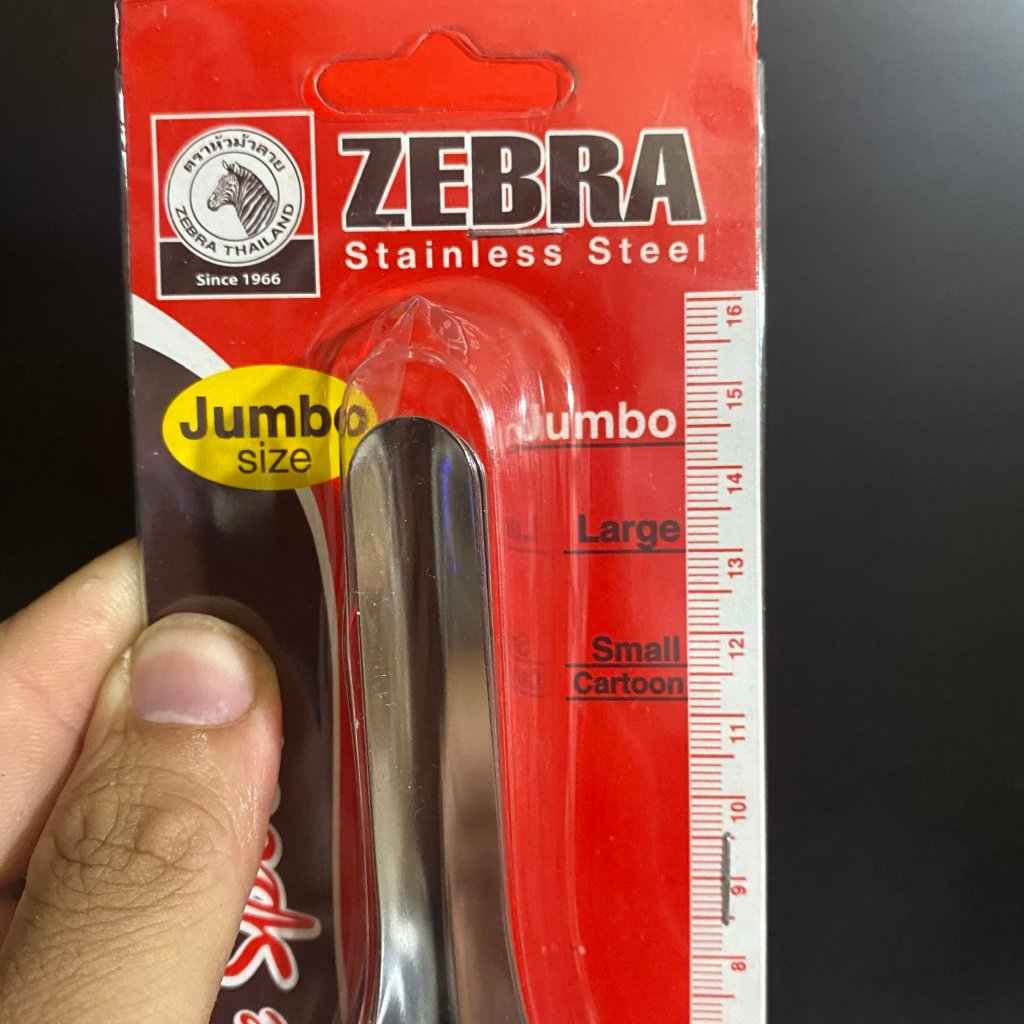 ตราหัวม้าลาย
ZEBRA THAILAND
Since 1966
ZEBRA
Stainless Steel
Jumbo
size
Jumbo
Large
Small
Cartoon
16
15
14
13
12
11
10
9
8